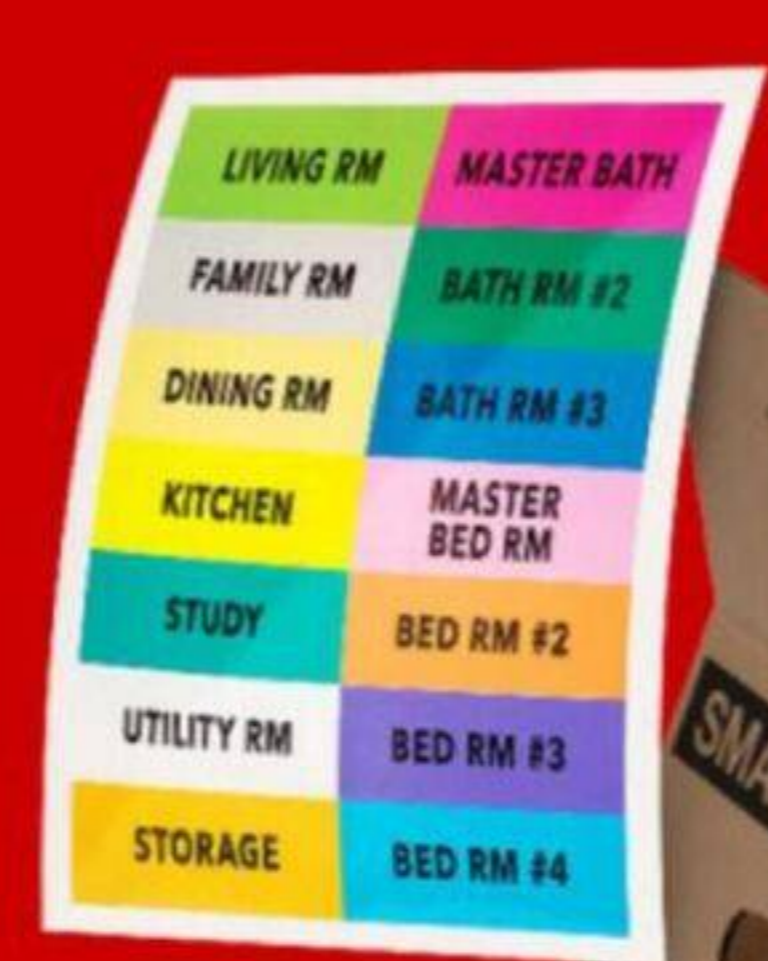 LIVING RM
MASTER BATH
FAMILY RM
BATH RM #2
DINING RM
BATH RM #3
KITCHEN
MASTER
BED RM
STUDY
BED RM #2
UTILITY RM
BED RM #3
STORAGE
BED RM #4
SMA